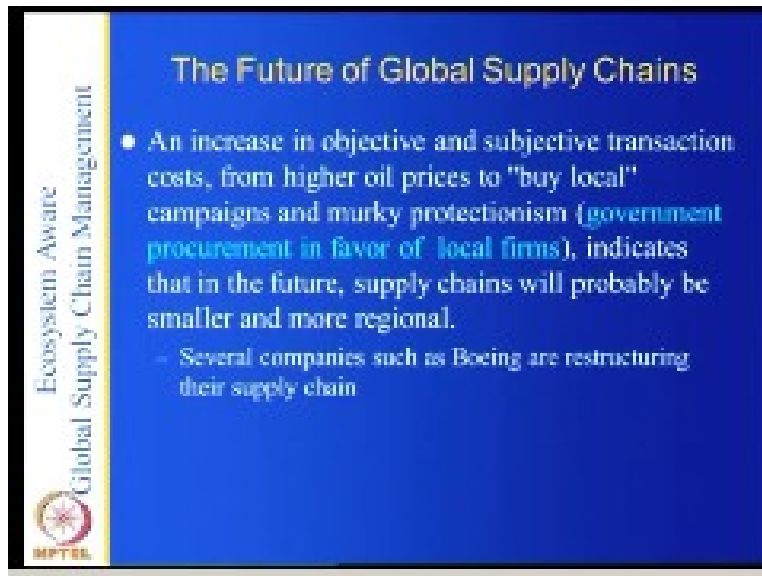 The Future of Global Supply Chains
An increase in objective and subjective transaction
costs, from higher oil prices to "buy local"
campaigns and murky protectionism (government
procurement in favor of local firms), indicates
that in the future, supply chains will probably be
smaller and more regional.
– Several companies such as Boeing are restructuring
their supply chain
Ecosystem Aware
Global Supply Chain Management
NPTEL